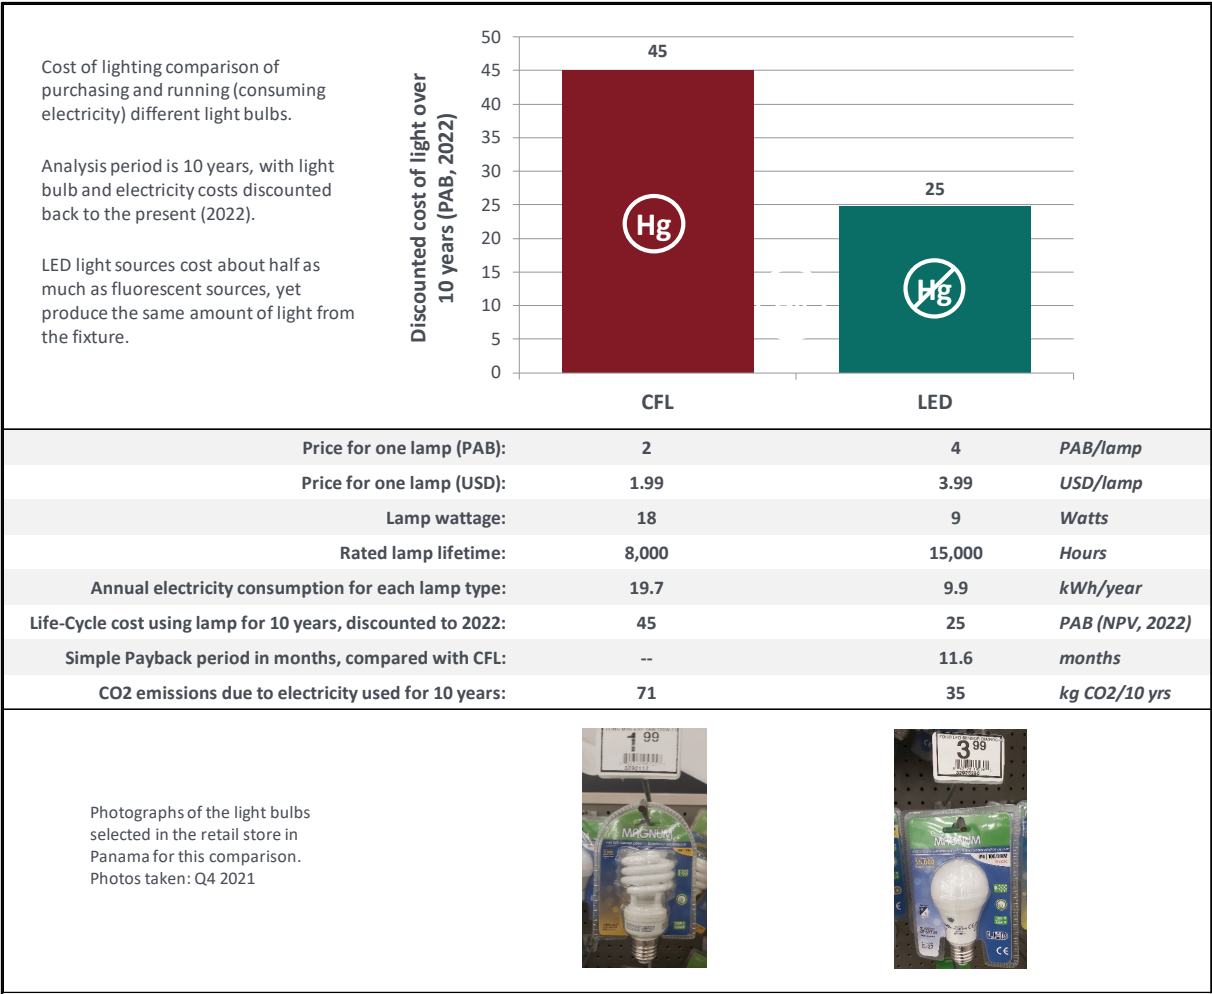 Cost of lighting comparison of
purchasing and running (consuming
electricity) different light bulbs.
Analysis period is 10 years, with light
bulb and electricity costs discounted
back to the present (2022).
LED light sources cost about half as
much as fluorescent sources, yet
produce the same amount of light from
the fixture.
Discounted cost of light over
10 years (PAB, 2022)
50
45
40
35
30
25
20
15
10
5
0
45
25
Hg
Hg
CFL
LED
Price for one lamp (PAB): 2 4 PAB/lamp
Price for one lamp (USD): 1.99 3.99 USD/lamp
Lamp wattage: 18 9 Watts
Rated lamp lifetime: 8,000 15,000 Hours
Annual electricity consumption for each lamp type: 19.7 9.9 kWh/year
Life-Cycle cost using lamp for 10 years, discounted to 2022: 45 25 PAB (NPV, 2022)
Simple Payback period in months, compared with CFL: -- 11.6 months
CO2 emissions due to electricity used for 10 years: 71 35 kg CO2/10 yrs
Photographs of the light bulbs
selected in the retail store in
Panama for this comparison.
Photos taken: Q4 2021
1 99
MAGNUM
3 99
MAGNUM
15,000
LED
CE